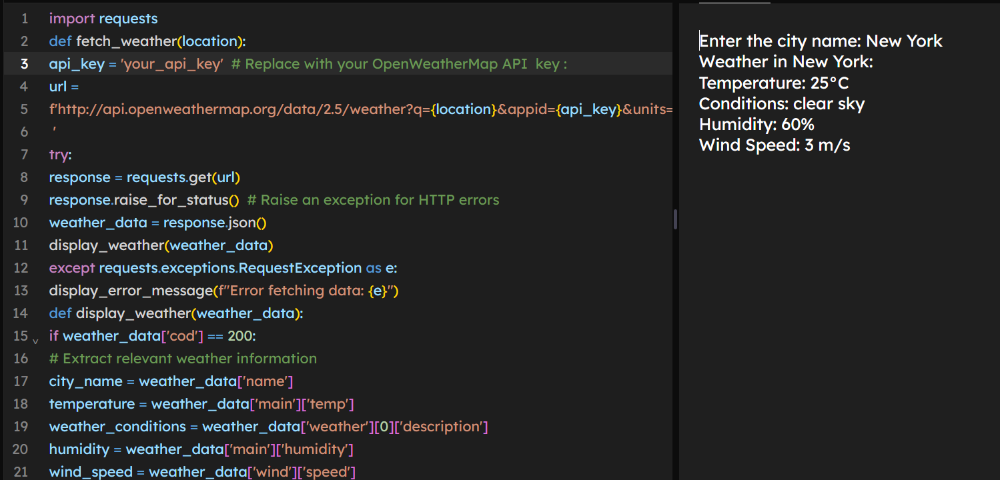 1 import requests
2 def fetch_weather(location):
3 api_key = 'your_api_key'  # Replace with your OpenWeatherMap API  key :
4 url =
5 f'http://api.openweathermap.org/data/2.5/weather?q={location}&appid={api_key}&units=
6 '
7 try:
8 response = requests.get(url)
9 response.raise_for_status()  # Raise an exception for HTTP errors
10 weather_data = response.json()
11 display_weather(weather_data)
12 except requests.exceptions.RequestException as e:
13 display_error_message(f"Error fetching data: {e}")
14 def display_weather(weather_data):
15 if weather_data['cod'] == 200:
16 # Extract relevant weather information
17 city_name = weather_data['name']
18 temperature = weather_data['main']['temp']
19 weather_conditions = weather_data['weather'][0]['description']
20 humidity = weather_data['main']['humidity']
21 wind_speed = weather_data['wind']['speed']
Enter the city name: New York
Weather in New York:
Temperature: 25°C
Conditions: clear sky
Humidity: 60%
Wind Speed: 3 m/s